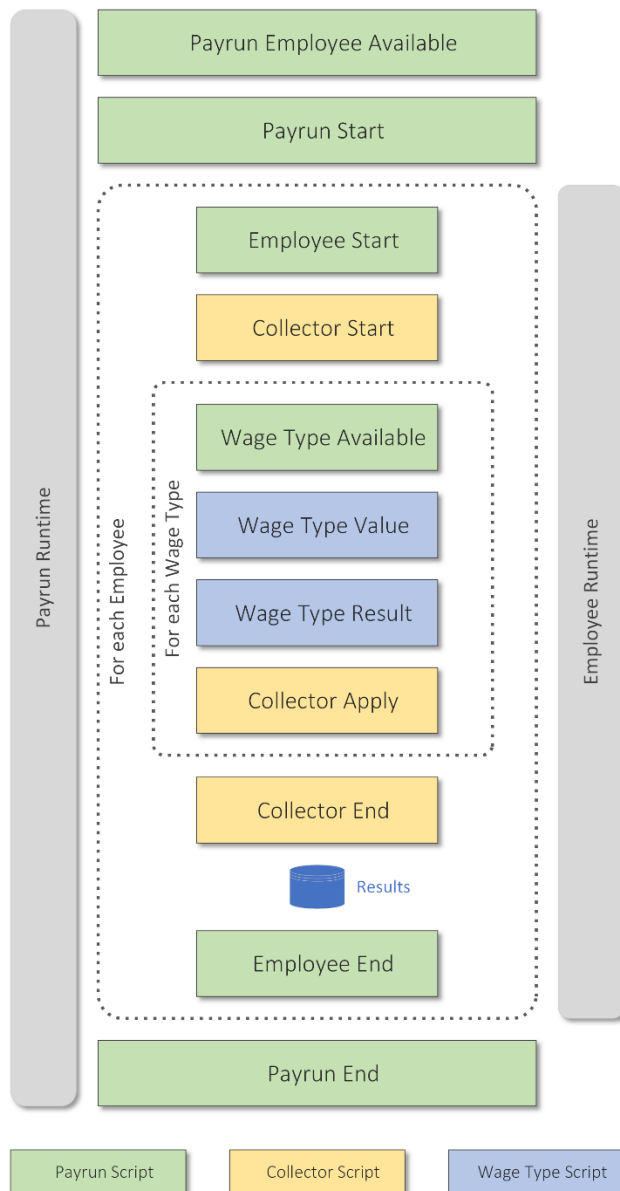 Payrun Employee Available
Payrun Start
Employee Start
Collector Start
Wage Type Available
Wage Type Value
Wage Type Result
Collector Apply
Collector End
Results
Employee End
Payrun End
Payrun Runtime
For each Employee
For each Wage Type
Employee Runtime
Payrun Script
Collector Script
Wage Type Script